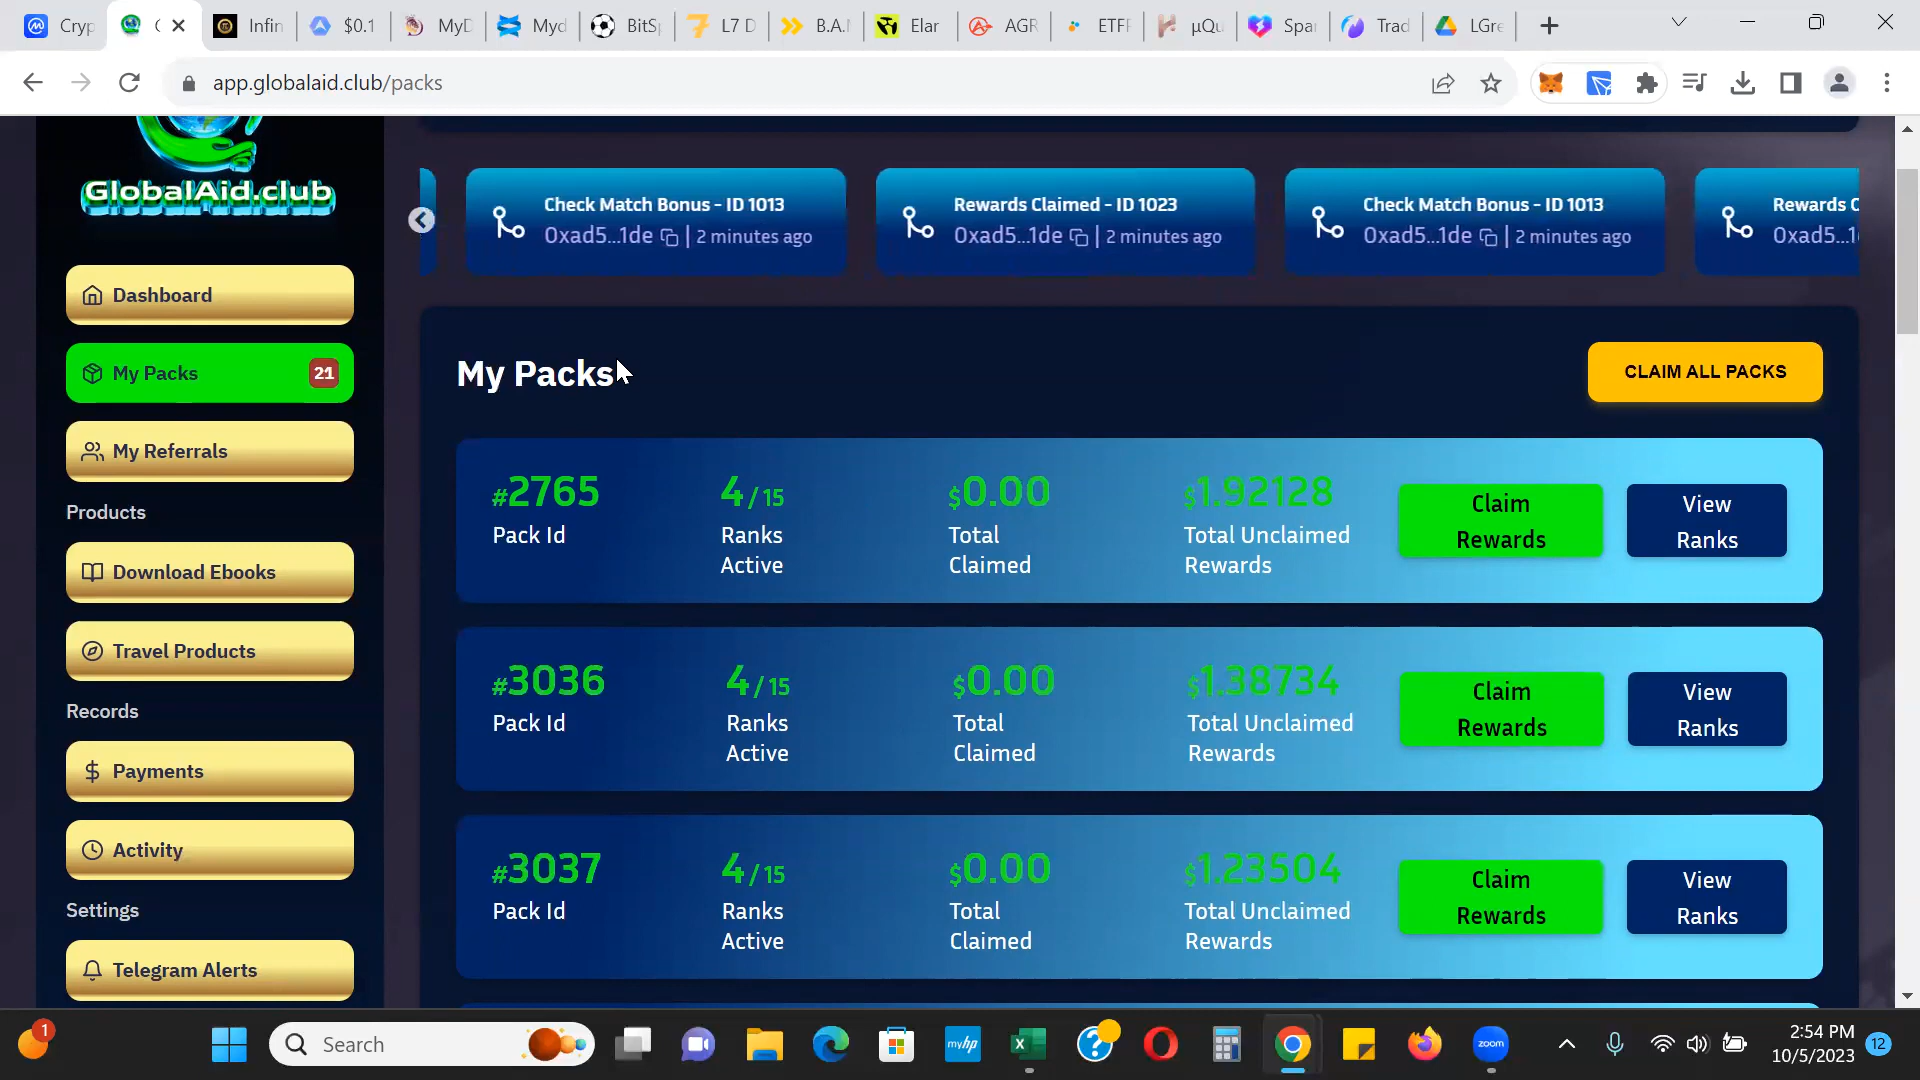 Cryp
Infin
$0.1
MyD
Myd
BitSp
L7 D
B.A.
Elar
AGR
ETFF
µQu
Spar
Trad
LGre
app.globalaid.club/packs
GlobalAid.club
Dashboard
My Packs 21
My Referrals
Products
Download Ebooks
Travel Products
Records
Payments
Activity
Settings
Telegram Alerts
Check Match Bonus - ID 1013
0xad5...1de | 2 minutes ago
Rewards Claimed - ID 1023
0xad5...1de | 2 minutes ago
Check Match Bonus - ID 1013
0xad5...1de | 2 minutes ago
Rewards C
0xad5...1
My Packs
CLAIM ALL PACKS
#2765 4/15 $0.00 $1.92128
Pack Id Ranks Active Total Claimed Total Unclaimed Rewards
Claim Rewards
View Ranks
#3036 4/15 $0.00 $1.38734
Pack Id Ranks Active Total Claimed Total Unclaimed Rewards
Claim Rewards
View Ranks
#3037 4/15 $0.00 $1.23504
Pack Id Ranks Active Total Claimed Total Unclaimed Rewards
Claim Rewards
View Ranks
1
Search
myhp
zoom
2:54 PM
10/5/2023
12